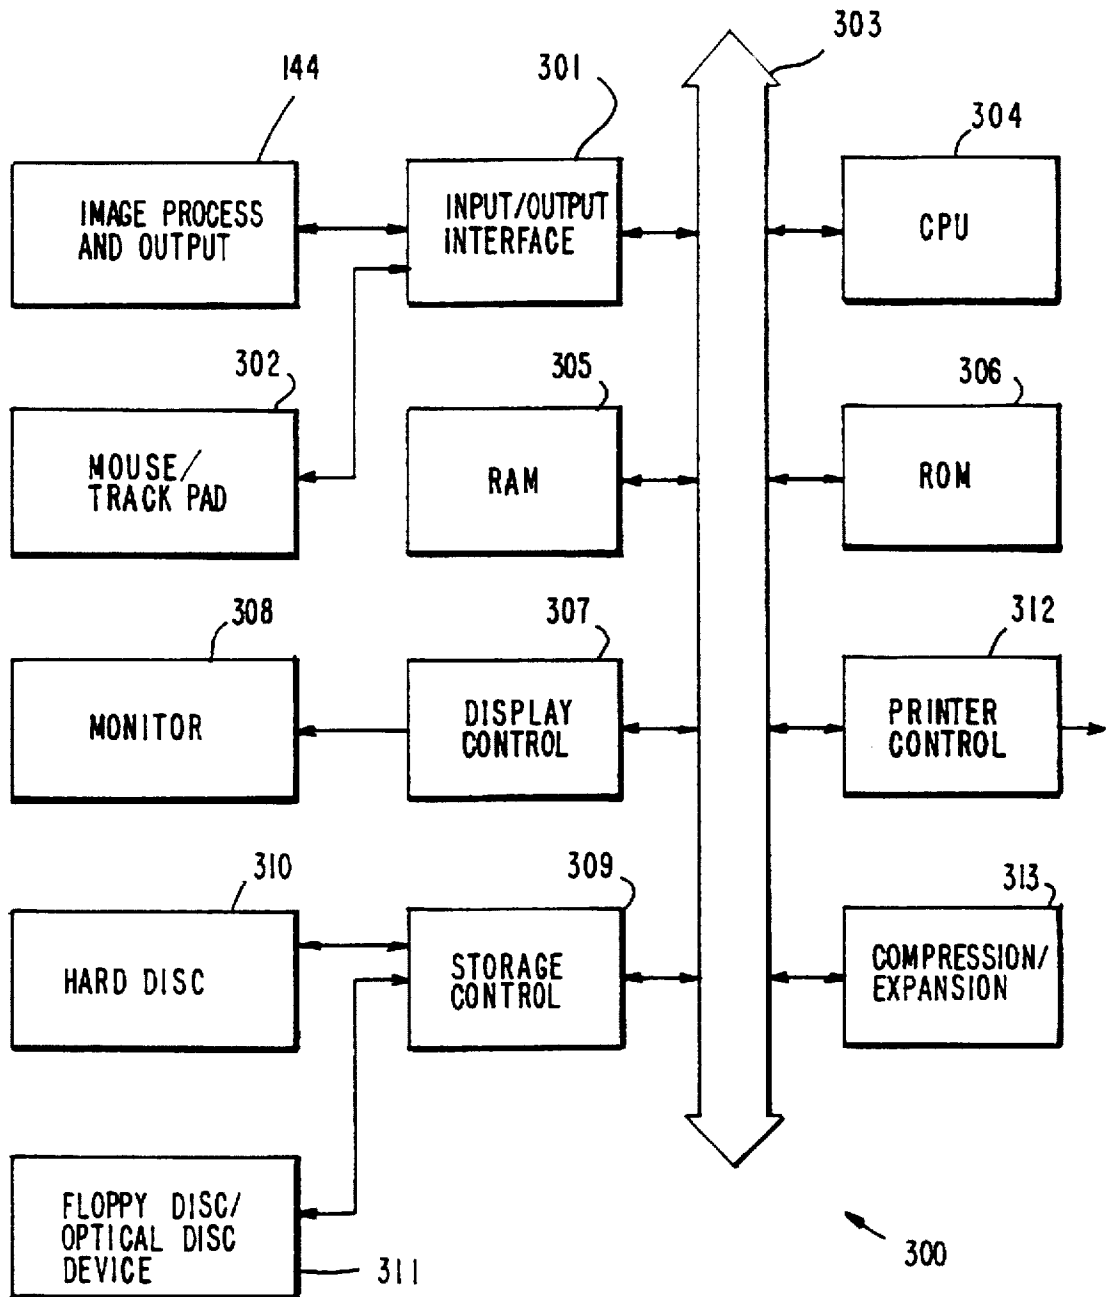 303
144
301
304
IMAGE PROCESS
AND OUTPUT
INPUT/OUTPUT
INTERFACE
CPU
302
305
306
MOUSE/
TRACK PAD
RAM
ROM
308
307
312
MONITOR
DISPLAY
CONTROL
PRINTER
CONTROL
310
309
313
HARD DISC
STORAGE
CONTROL
COMPRESSION/
EXPANSION
FLOPPY DISC/
OPTICAL DISC
DEVICE
311
300